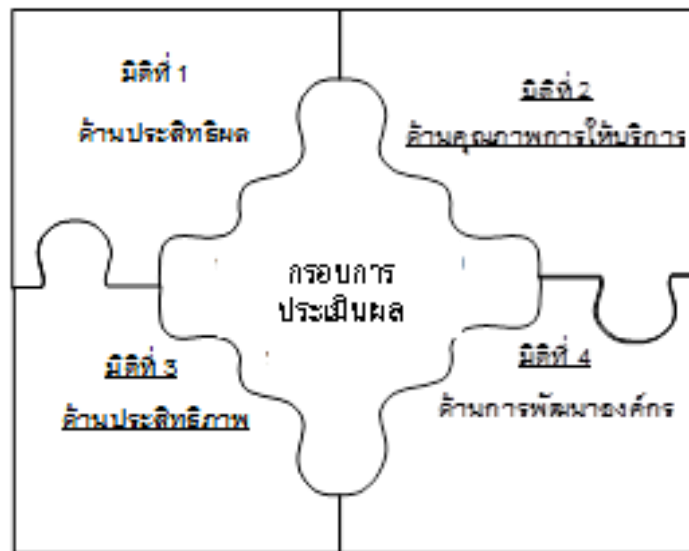 มิติที่ 1
ด้านประสิทธิผล
มิติที่ 2
ด้านคุณภาพการให้บริการ
กรอบการ
ประเมินผล
มิติที่ 3
ด้านประสิทธิภาพ
มิติที่ 4
ด้านการพัฒนาองค์กร